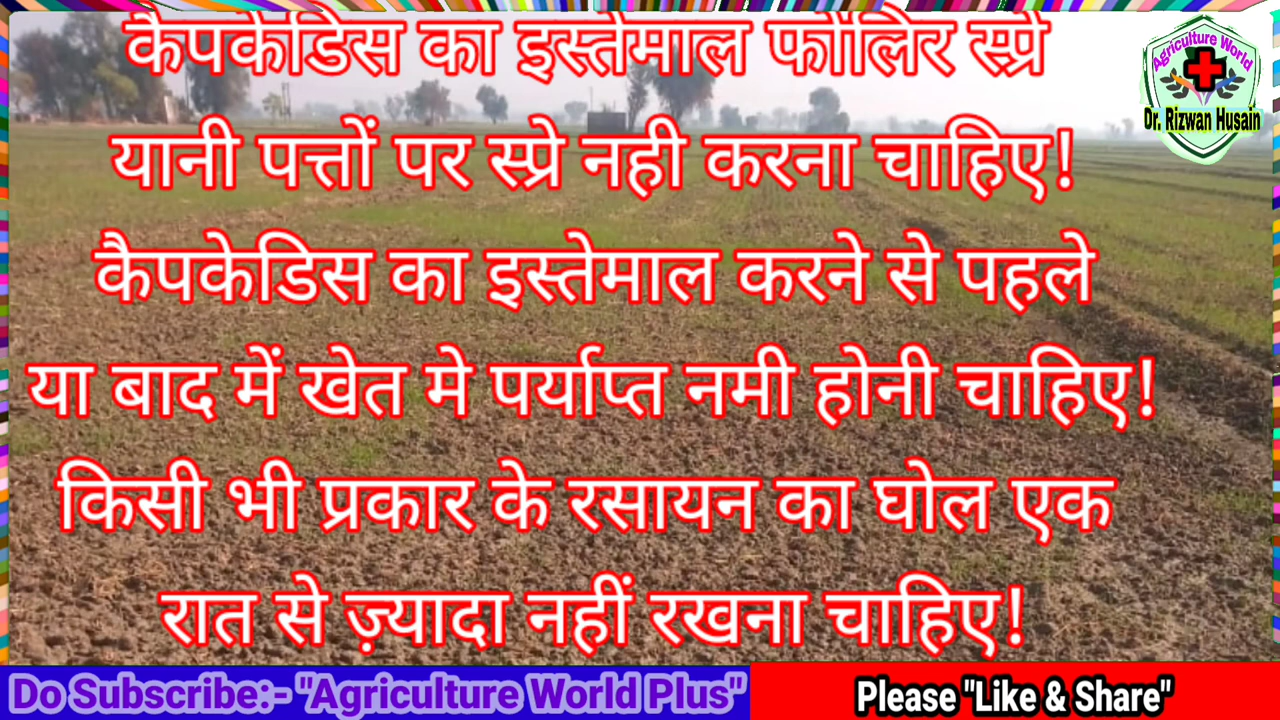 कैपकेडिस का इस्तेमाल फोलिर स्प्रे
यानी पत्तों पर स्प्रे नही करना चाहिए!
कैपकेडिस का इस्तेमाल करने से पहले
या बाद में खेत मे पर्याप्त नमी होनी चाहिए!
किसी भी प्रकार के रसायन का घोल एक
रात से ज़्यादा नहीं रखना चाहिए!
Agriculture World
Dr. Rizwan Husain
Do Subscribe:- "Agriculture World Plus"
Please "Like & Share"